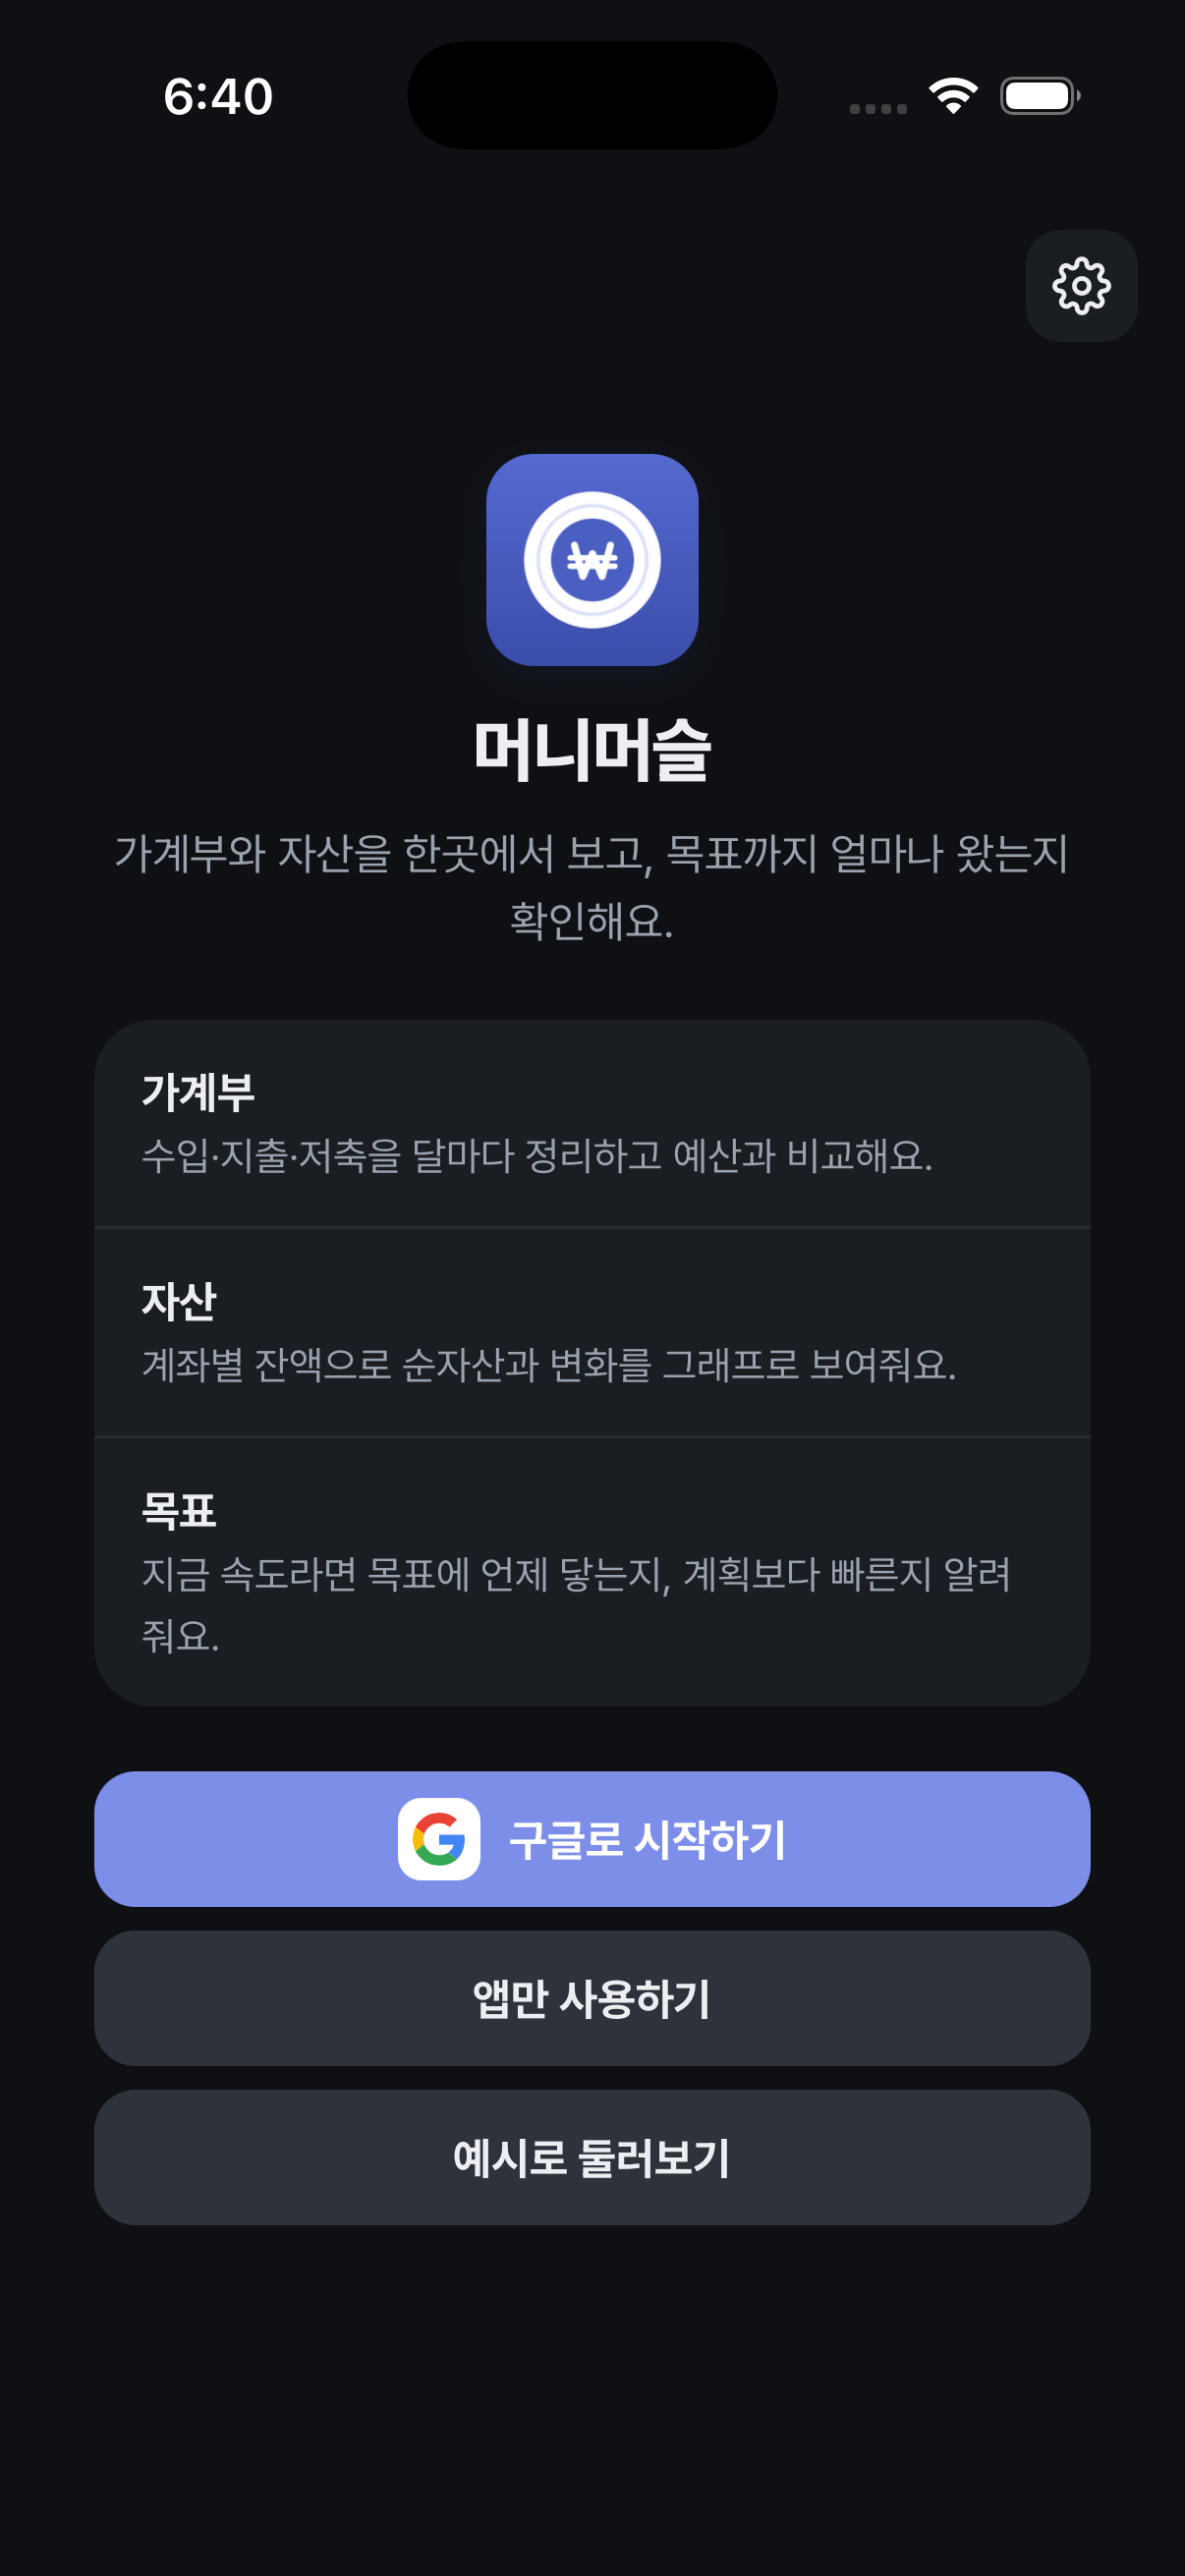 6:40
머니머슬
가계부와 자산을 한곳에서 보고, 목표까지 얼마나 왔는지
확인해요.
가계부
수입·지출·저축을 달마다 정리하고 예산과 비교해요.
자산
계좌별 잔액으로 순자산과 변화를 그래프로 보여줘요.
목표
지금 속도라면 목표에 언제 닿는지, 계획보다 빠른지 알려
줘요.
구글로 시작하기
앱만 사용하기
예시로 둘러보기